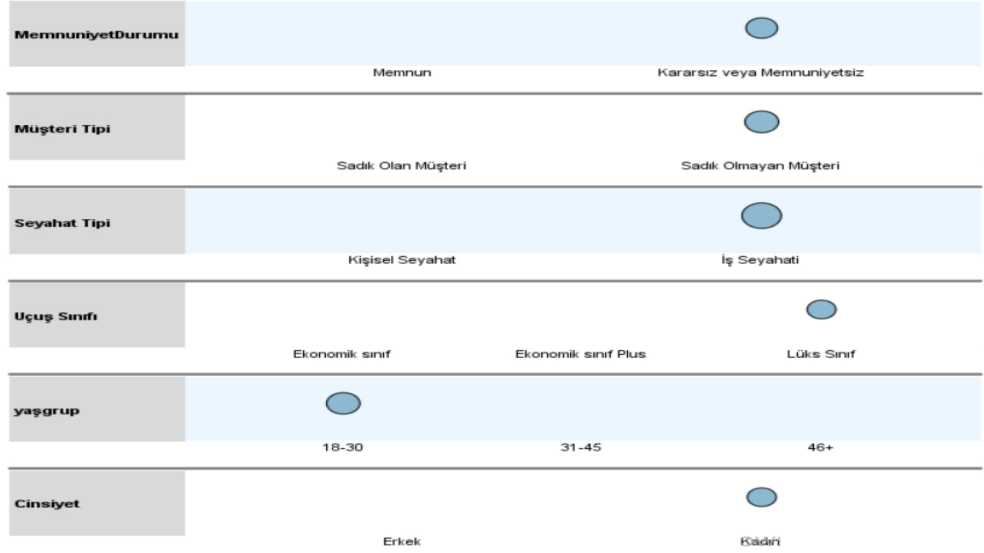 MemnuniyetDurumu
Memnun Kararsız veya Memnuniyetsiz
Müşteri Tipi
Sadık Olan Müşteri Sadık Olmayan Müşteri
Seyahat Tipi
Kişisel Seyahat İş Seyahati
Uçuş Sınıfı
Ekonomik sınıf Ekonomik sınıf Plus Lüks Sınıf
yaşgrup
18-30 31-45 46+
Cinsiyet
Erkek Kadın